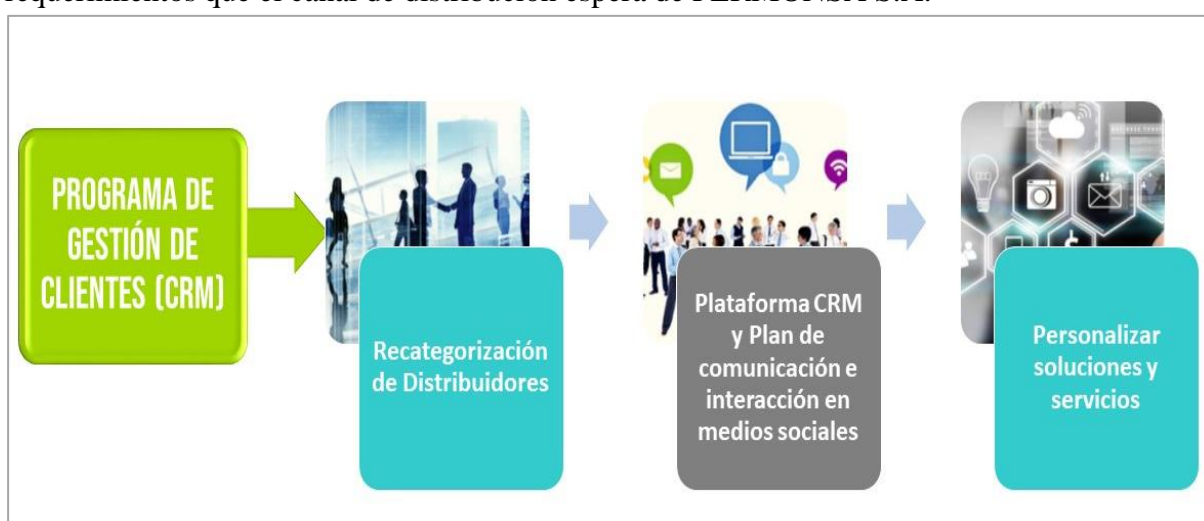 PROGRAMA DE
GESTIÓN DE
CLIENTES (CRM)
Recategorización
de Distribuidores
Plataforma CRM
y Plan de
comunicación e
interacción en
medios sociales
Personalizar
soluciones y
servicios